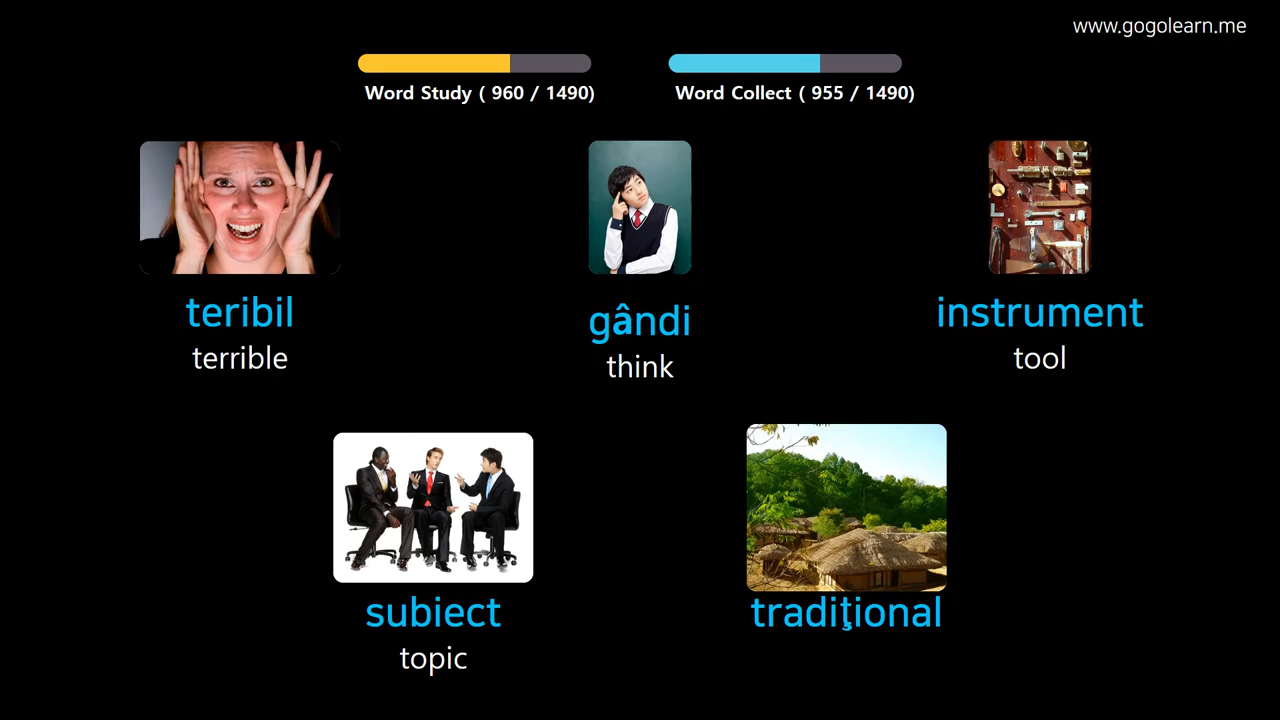 www.gogolearn.me
Word Study ( 960 / 1490)
Word Collect ( 955 / 1490)
teribil
terrible
gândi
think
instrument
tool
subiect
topic
tradiţional